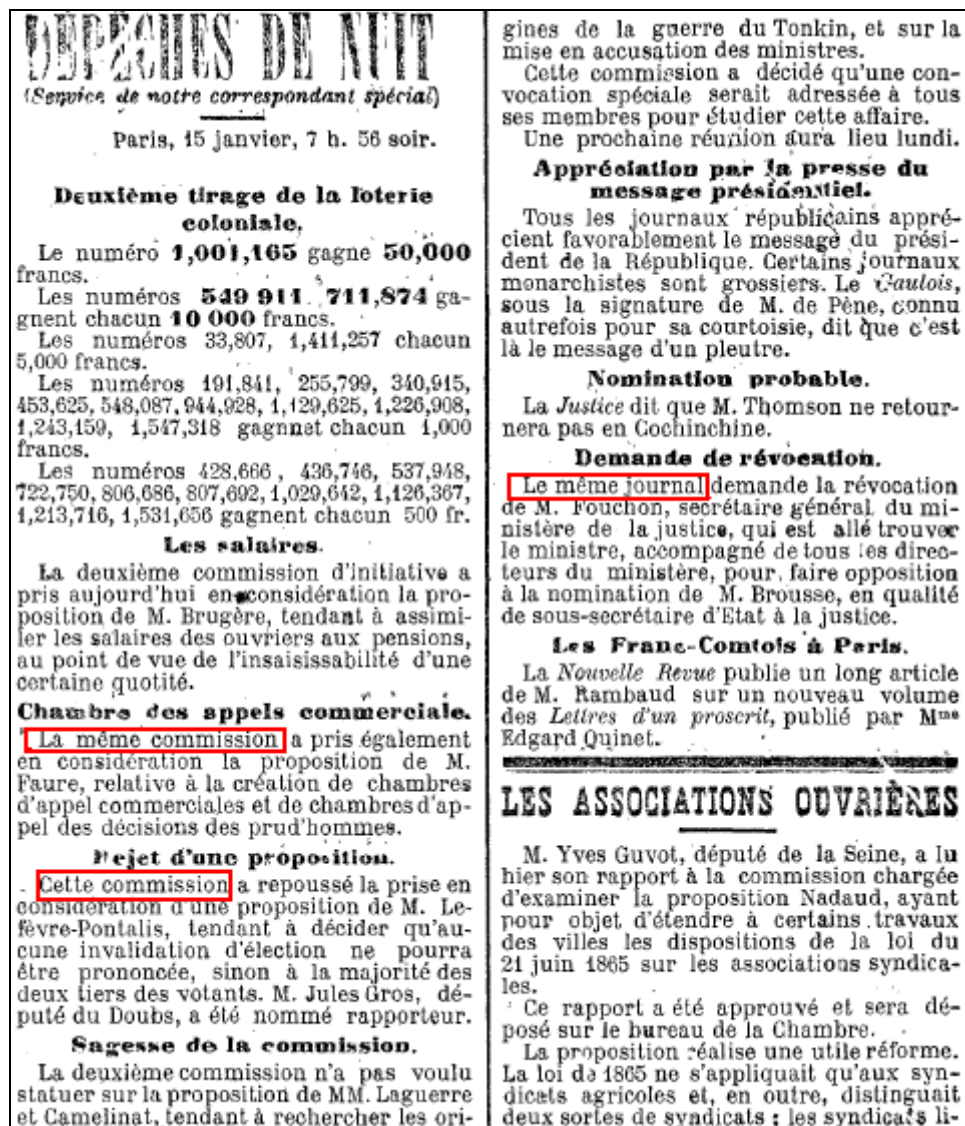 DÉPÊCHES DE NUIT
(Service de notre correspondant spécial)
Paris, 15 janvier, 7 h. 56 soir.
Deuxième tirage de la loterie
coloniale.
Le numéro 1,001,165 gagne 50,000
francs.
Les numéros 549 911 711,874 ga-
gnent chacun 10 000 francs.
Les numéros 33,807, 1,411,257 chacun
5,000 francs.
Les numéros 191,841, 255,799, 340,915,
453,625, 548,087, 944,928, 1,129,625, 1,226,908,
1,243,159, 1,547,318 gagnnet chacun 1,000
francs.
Les numéros 428,666, 436,746, 537,948,
722,750, 806,686, 807,692, 1,029,642, 1,126,367,
1,213,716, 1,531,656 gagnent chacun 500 fr.
Les salaires.
La deuxième commission d'initiative a
pris aujourd'hui en considération la pro-
position de M. Brugère, tendant à assimi-
ler les salaires des ouvriers aux pensions,
au point de vue de l'insaisissabilité d'une
certaine quotité.
Chambre des appels commerciale.
La même commission a pris également
en considération la proposition de M.
Faure, relative à la création de chambres
d'appel commerciales et de chambres d'ap-
pel des décisions des prud'hommes.
Rejet d'une proposition.
Cette commission a repoussé la prise en
considération d'une proposition de M. Le-
fèvre-Pontalis, tendant à décider qu'au-
cune invalidation d'élection ne pourra
être prononcée, sinon à la majorité des
deux tiers des votants. M. Jules Gros, dé-
puté du Doubs, a été nommé rapporteur.
Sagesse de la commission.
La deuxième commission n'a pas voulu
statuer sur la proposition de MM. Laguerre
et Camelinat, tendant à rechercher les ori-
gines de la guerre du Tonkin, et sur la
mise en accusation des ministres.
Cette commission a décidé qu'une con-
vocation spéciale serait adressée à tous
ses membres pour étudier cette affaire.
Une prochaine réunion aura lieu lundi.
Appréciation par la presse du
message présidentiel.
Tous les journaux républicains appré-
cient favorablement le message du prési-
dent de la République. Certains journaux
monarchistes sont grossiers. Le Gaulois,
sous la signature de M. de Pène, connu
autrefois pour sa courtoisie, dit que c'est
là le message d'un pleutre.
Nomination probable.
La Justice dit que M. Thomson ne retour-
nera pas en Cochinchine.
Demande de révocation.
Le même journal demande la révocation
de M. Fouchon, secrétaire général du mi-
nistère de la justice, qui est allé trouver
le ministre, accompagné de tous les direc-
teurs du ministère, pour faire opposition
à la nomination de M. Brousse, en qualité
de sous-secrétaire d'Etat à la justice.
Les Franc-Comtois à Paris.
La Nouvelle Revue publie un long article
de M. Rambaud sur un nouveau volume
des Lettres d'un proscrit, publié par Mme
Edgard Quinet.
LES ASSOCIATIONS OUVRIÈRES
M. Yves Guyot, député de la Seine, a lu
hier son rapport à la commission chargée
d'examiner la proposition Nadaud, ayant
pour objet d'étendre à certains travaux
des villes les dispositions de la loi du
21 juin 1865 sur les associations syndica-
les.
Ce rapport a été approuvé et sera dé-
posé sur le bureau de la Chambre.
La proposition réalise une utile réforme.
La loi de 1865 ne s'appliquait qu'aux syn-
dicats agricoles et, en outre, distinguait
deux sortes de syndicats : les syndicats li-